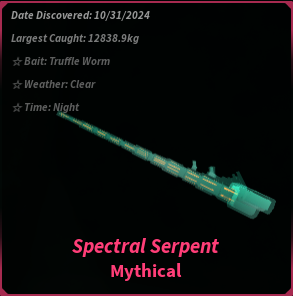 Date Discovered: 10/31/2024
Largest Caught: 12838.9kg
☆ Bait: Truffle Worm
☆ Weather: Clear
☆ Time: Night
Spectral Serpent
Mythical